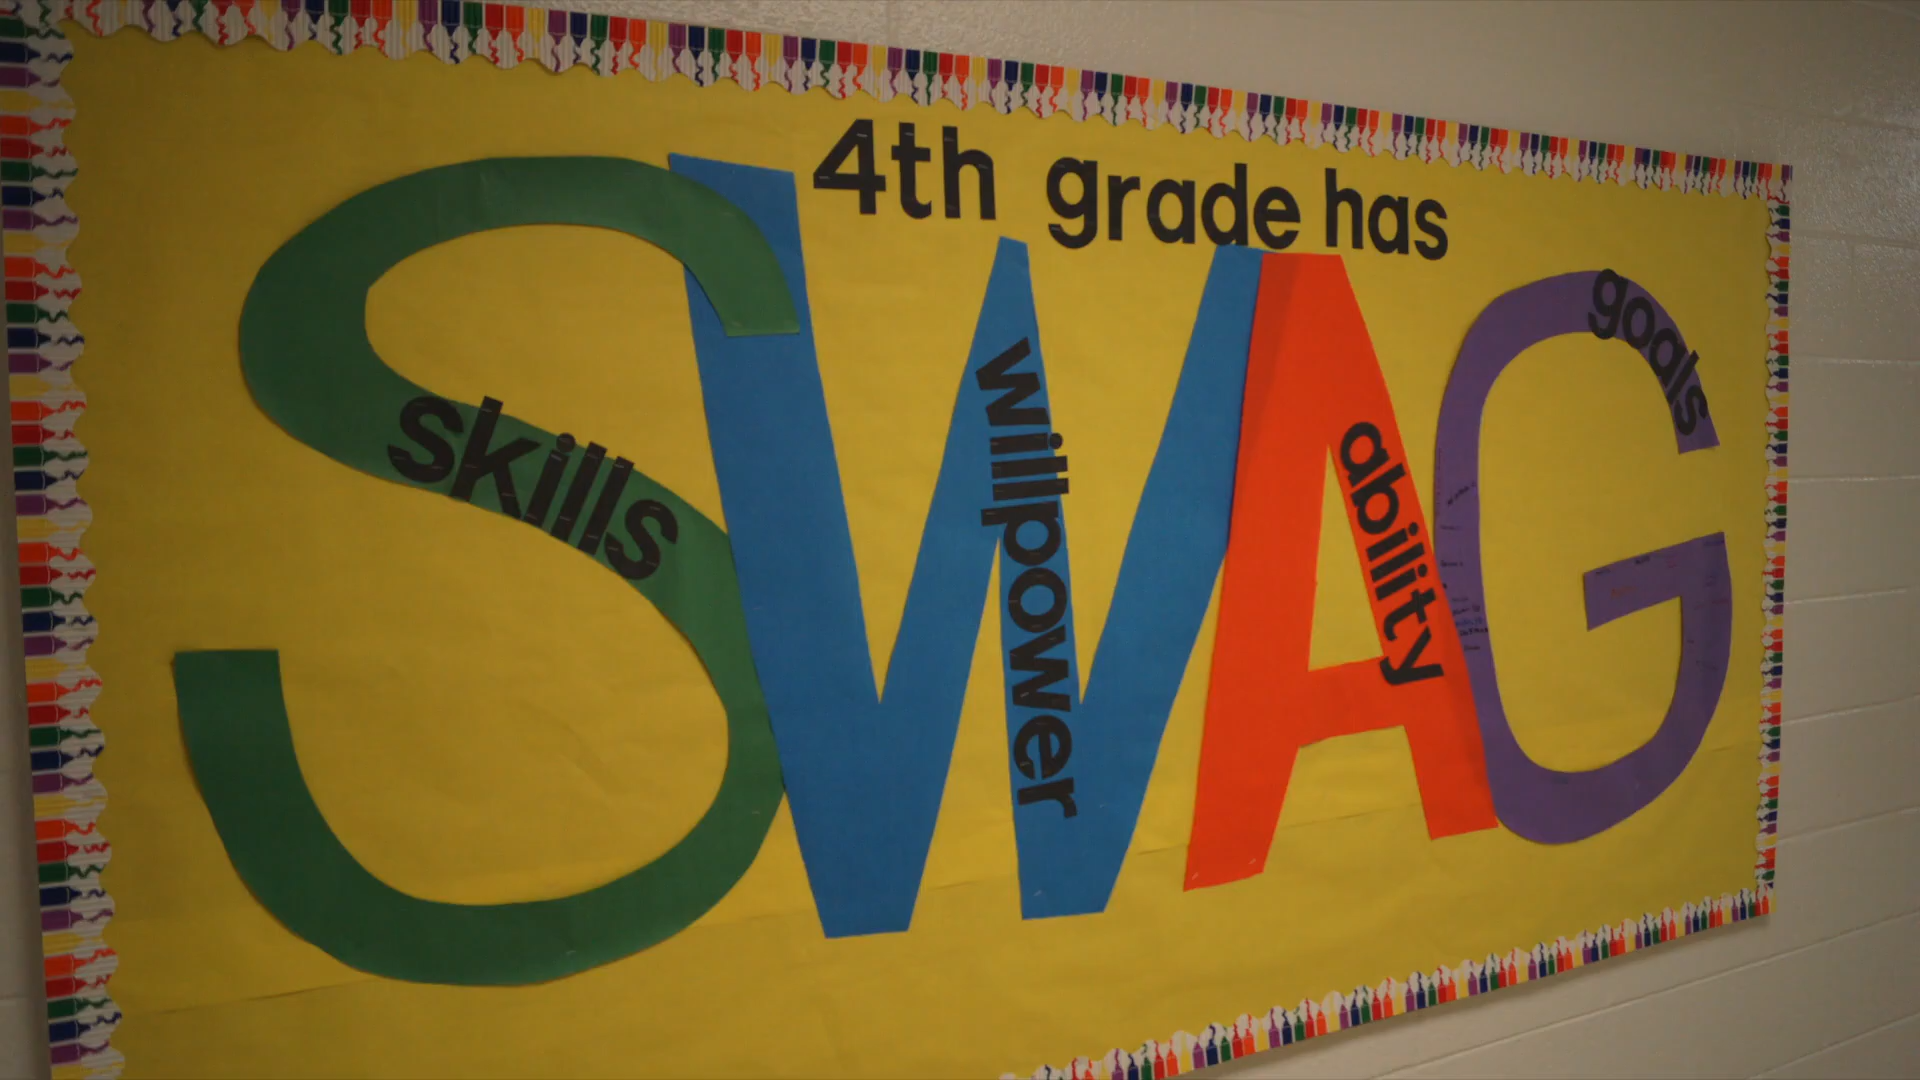 4th grade has
SWAG
skills
willpower
ability
goals